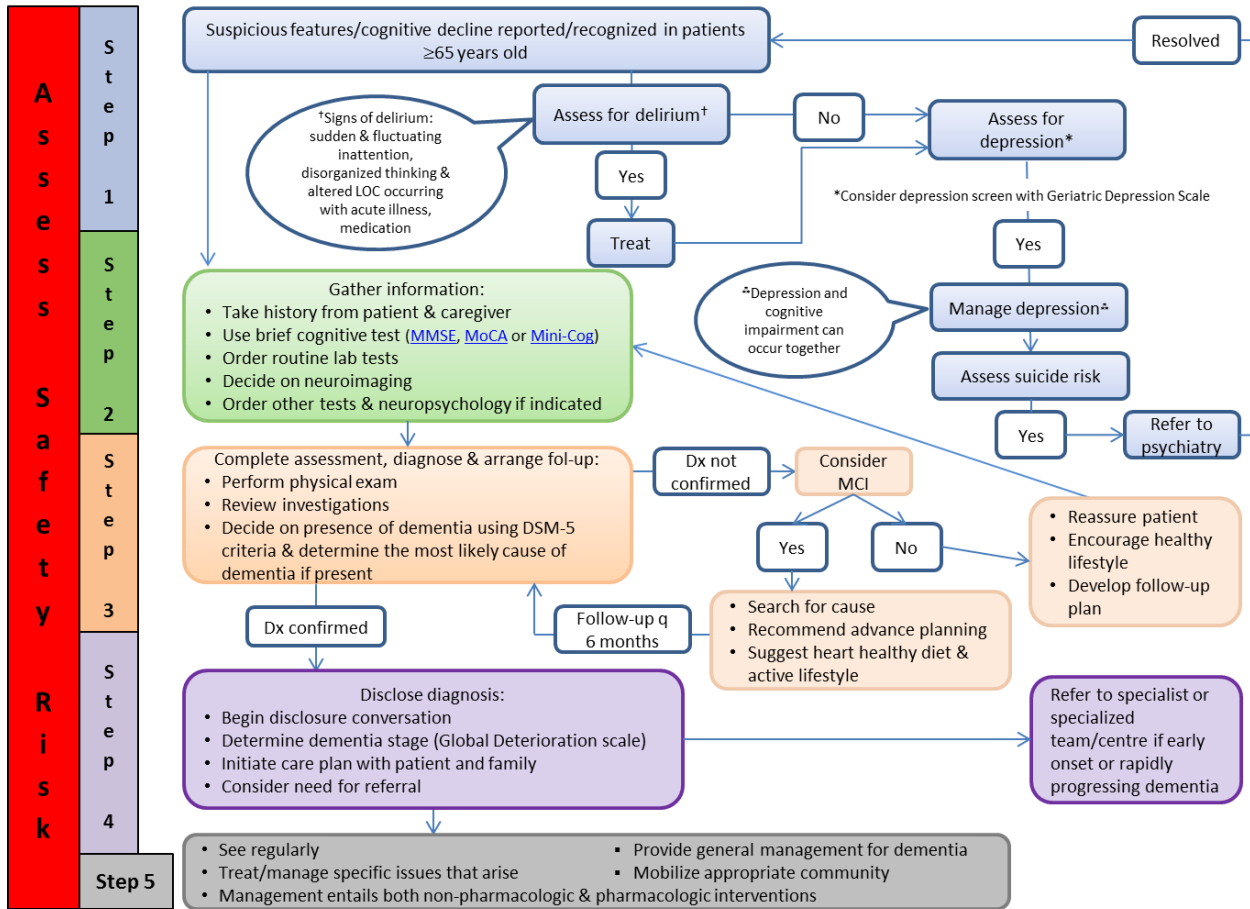 Assess Safety Risk
Step 1
Suspicious features/cognitive decline reported/recognized in patients
≥65 years old
Resolved
†Signs of delirium:
sudden & fluctuating
inattention,
disorganized thinking &
altered LOC occurring
with acute illness,
medication
Assess for delirium†
No
Assess for
depression*
Yes
Treat
*Consider depression screen with Geriatric Depression Scale
Yes
Step 2
Gather information:
• Take history from patient & caregiver
• Use brief cognitive test (MMSE, MoCA or Mini-Cog)
• Order routine lab tests
• Decide on neuroimaging
• Order other tests & neuropsychology if indicated
∴Depression and
cognitive
impairment can
occur together
Manage depression∴
Assess suicide risk
Yes
Refer to
psychiatry
Step 3
Complete assessment, diagnose & arrange fol-up:
• Perform physical exam
• Review investigations
• Decide on presence of dementia using DSM-5
criteria & determine the most likely cause of
dementia if present
Dx not
confirmed
Consider
MCI
Yes
No
• Reassure patient
• Encourage healthy
lifestyle
• Develop follow-up
plan
Dx confirmed
Follow-up q
6 months
• Search for cause
• Recommend advance planning
• Suggest heart healthy diet &
active lifestyle
Step 4
Disclose diagnosis:
• Begin disclosure conversation
• Determine dementia stage (Global Deterioration scale)
• Initiate care plan with patient and family
• Consider need for referral
Refer to specialist or
specialized
team/centre if early
onset or rapidly
progressing dementia
Step 5
• See regularly
• Treat/manage specific issues that arise
• Management entails both non-pharmacologic & pharmacologic interventions
▪ Provide general management for dementia
▪ Mobilize appropriate community